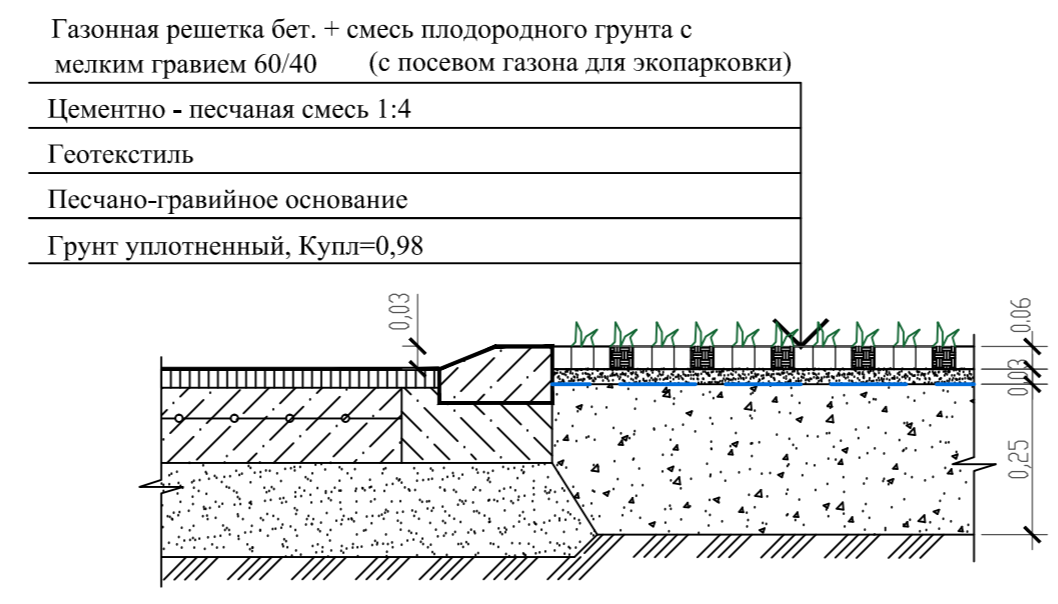 Газонная решетка бет. + смесь плодородного грунта с
мелким гравием 60/40 (с посевом газона для экопарковки)
Цементно - песчаная смесь 1:4
Геотекстиль
Песчано-гравийное основание
Грунт уплотненный, Купл=0,98
0,03
0.06
0,03
0,25